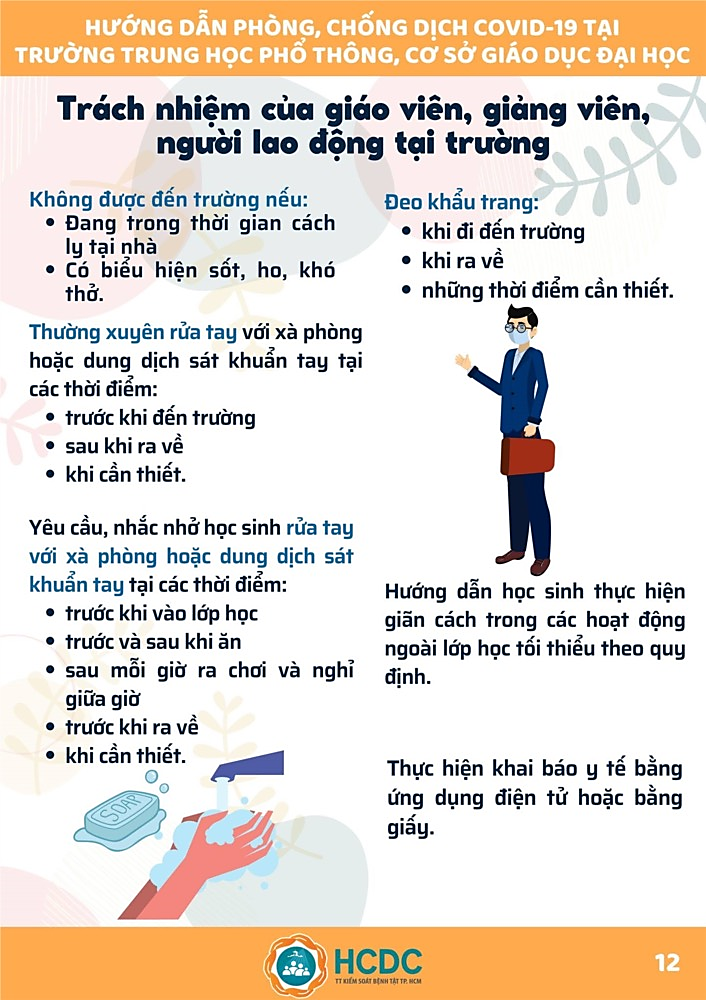 HƯỚNG DẪN PHÒNG, CHỐNG DỊCH COVID-19 TẠI
TRƯỜNG TRUNG HỌC PHỔ THÔNG, CƠ SỞ GIÁO DỤC ĐẠI HỌC
Trách nhiệm của giáo viên, giảng viên,
người lao động tại trường
Không được đến trường nếu:
• Đang trong thời gian cách
ly tại nhà
• Có biểu hiện sốt, ho, khó
thở.
Thường xuyên rửa tay với xà phòng
hoặc dung dịch sát khuẩn tay tại
các thời điểm:
• trước khi đến trường
• sau khi ra về
• khi cần thiết.
Yêu cầu, nhắc nhở học sinh rửa tay
với xà phòng hoặc dung dịch sát
khuẩn tay tại các thời điểm:
• trước khi vào lớp học
• trước và sau khi ăn
• sau mỗi giờ ra chơi và nghỉ
giữa giờ
• trước khi ra về
• khi cần thiết.
SOAP
Đeo khẩu trang:
• khi đi đến trường
• khi ra về
• những thời điểm cần thiết.
Hướng dẫn học sinh thực hiện
giãn cách trong các hoạt động
ngoài lớp học tối thiểu theo quy
định.
Thực hiện khai báo y tế bằng
ứng dụng điện tử hoặc bằng
giấy.
HCDC
TT KIỂM SOÁT BỆNH TẬT TP. HCM
12